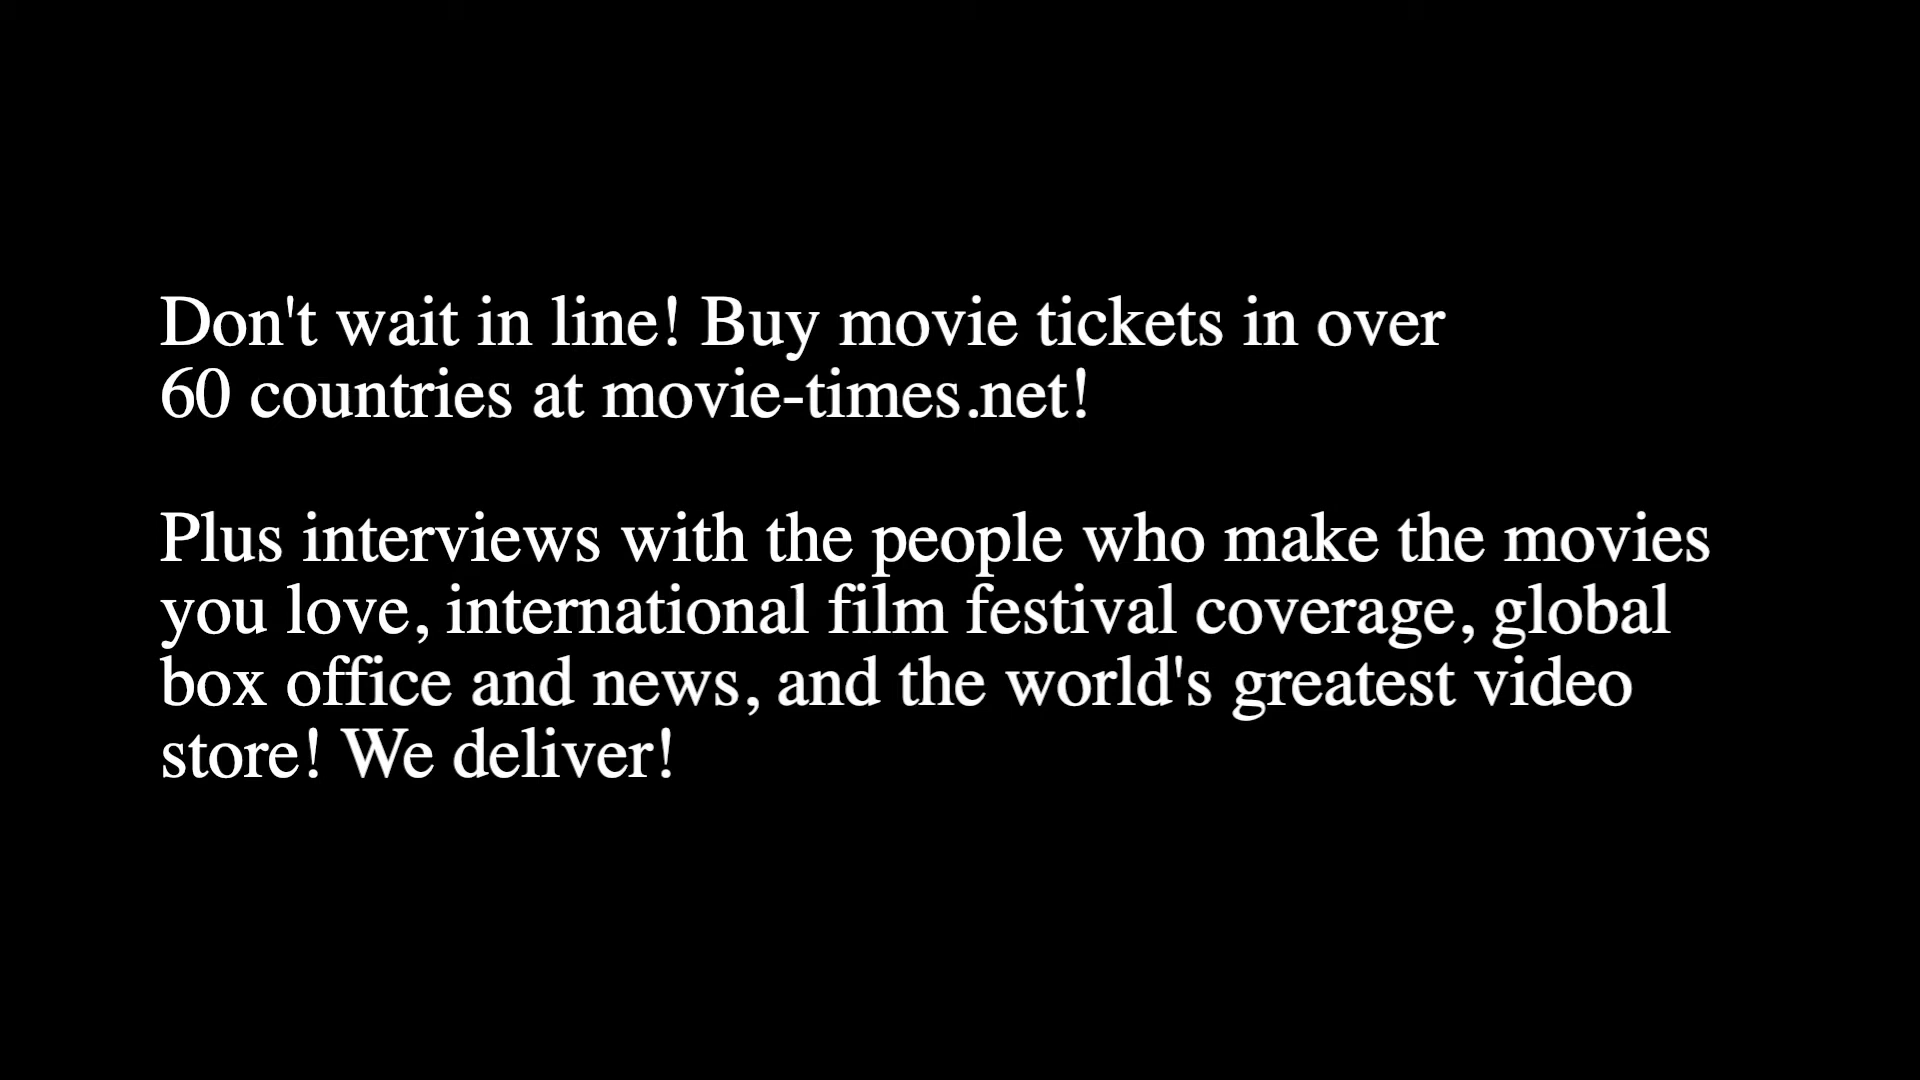 Don't wait in line! Buy movie tickets in over
60 countries at movie-times.net!
Plus interviews with the people who make the movies
you love, international film festival coverage, global
box office and news, and the world's greatest video
store! We deliver!